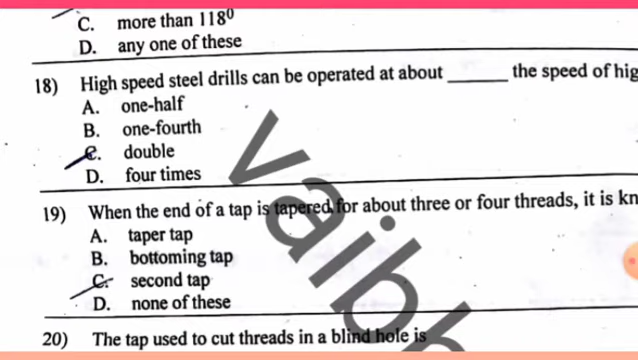 C. more than 118⁰
D. any one of these
18) High speed steel drills can be operated at about ______ the speed of hig
A. one-half
B. one-fourth
C. double
D. four times
19) When the end of a tap is tapered for about three or four threads, it is kn
A. taper tap
B. bottoming tap
C. second tap
D. none of these
20) The tap used to cut threads in a blind hole is
vaibh